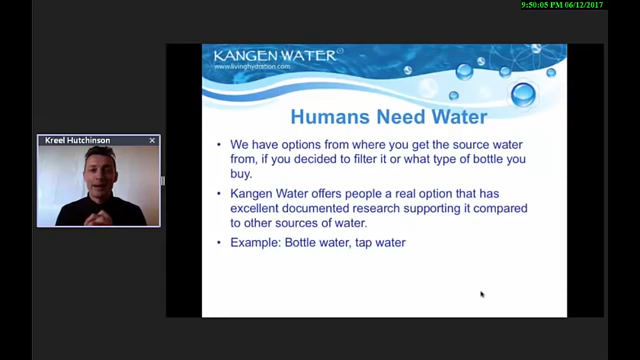 9:50:05 PM 06/12/2017
KANGEN WATER
www.livinghydration.com
Kreel Hutchinson
Humans Need Water
• We have options from where you get the source water
from, if you decided to filter it or what type of bottle you
buy.
• Kangen Water offers people a real option that has
excellent documented research supporting it compared
to other sources of water.
• Example: Bottle water, tap water